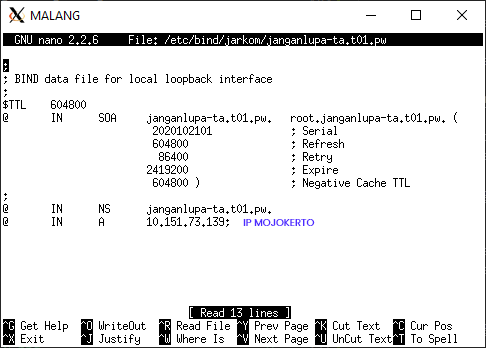 MALANG
GNU nano 2.2.6 File: /etc/bind/jarkom/janganlupa-ta.t01.pw
;
; BIND data file for local loopback interface
;
$TTL 604800
@ IN SOA janganlupa-ta.t01.pw. root.janganlupa-ta.t01.pw. (
2020102101 ; Serial
604800 ; Refresh
86400 ; Retry
2419200 ; Expire
604800 ) ; Negative Cache TTL
;
@ IN NS janganlupa-ta.t01.pw.
@ IN A 10.151.73.139; IP MOJOKERTO
[ Read 13 lines ]
^G Get Help ^O WriteOut ^R Read File ^Y Prev Page ^K Cut Text ^C Cur Pos
^X Exit ^J Justify ^W Where Is ^V Next Page ^U UnCut Text ^T To Spell